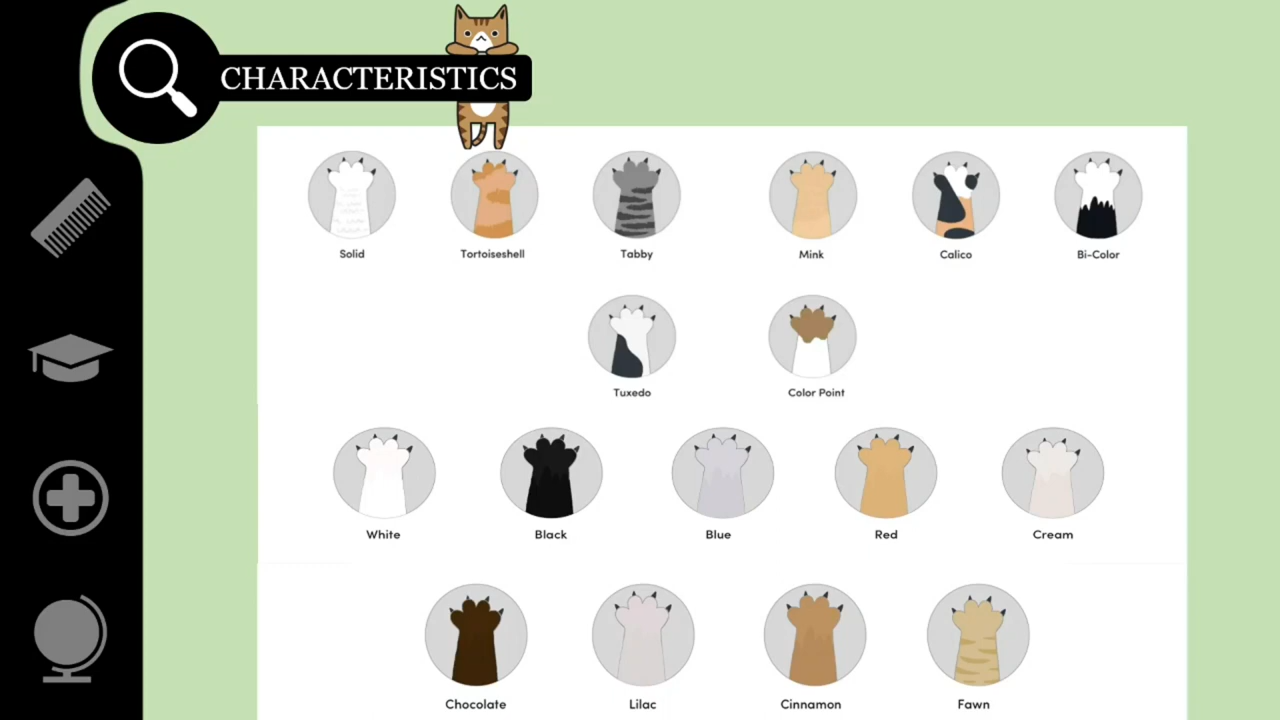 CHARACTERISTICS
Solid
Tortoiseshell
Tabby
Mink
Calico
Bi-Color
Tuxedo
Color Point
White
Black
Blue
Red
Cream
Chocolate
Lilac
Cinnamon
Fawn